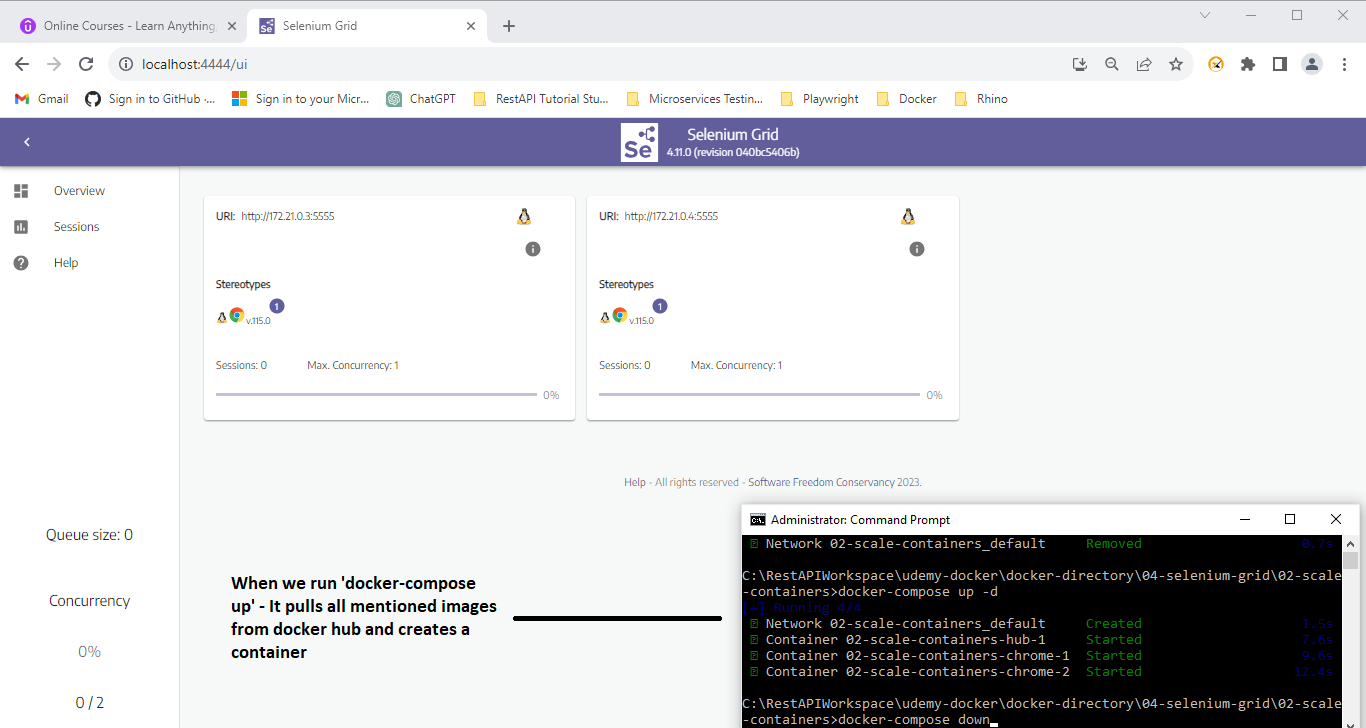 Online Courses - Learn Anything,
Selenium Grid
localhost:4444/ui
Gmail
Sign in to GitHub ·...
Sign in to your Micr...
ChatGPT
RestAPI Tutorial Stu...
Microservices Testin...
Playwright
Docker
Rhino
Se
Selenium Grid
4.11.0 (revision 040bc5406b)
Overview
Sessions
Help
URI: http://172.21.0.3:5555
Stereotypes
1
v.115.0
Sessions: 0 Max. Concurrency: 1
0%
URI: http://172.21.0.4:5555
Stereotypes
1
v.115.0
Sessions: 0 Max. Concurrency: 1
0%
Help - All rights reserved - Software Freedom Conservancy 2023.
Queue size: 0
Concurrency
0%
0 / 2
When we run 'docker-compose
up' - It pulls all mentioned images
from docker hub and creates a
container
Administrator: Command Prompt
Network 02-scale-containers_default Removed 0.7s
C:\RestAPIWorkspace\udemy-docker\docker-directory\04-selenium-grid\02-scale
-containers>docker-compose up -d
[+] Running 4/4
Network 02-scale-containers_default Created 1.5s
Container 02-scale-containers-hub-1 Started 7.6s
Container 02-scale-containers-chrome-1 Started 9.6s
Container 02-scale-containers-chrome-2 Started 12.4s
C:\RestAPIWorkspace\udemy-docker\docker-directory\04-selenium-grid\02-scale
-containers>docker-compose down